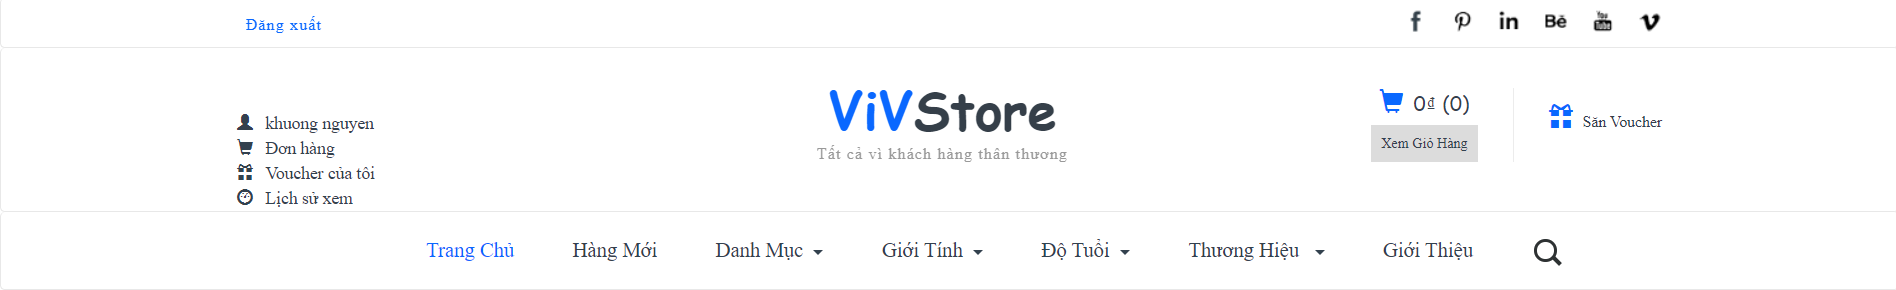 Đăng xuất
khuong nguyen
Đơn hàng
Voucher của tôi
Lịch sử xem
ViVStore
Tất cả vì khách hàng thân thương
0₫ (0)
Xem Giỏ Hàng
Săn Voucher
Trang Chủ Hàng Mới Danh Mục Giới Tính Độ Tuổi Thương Hiệu Giới Thiệu